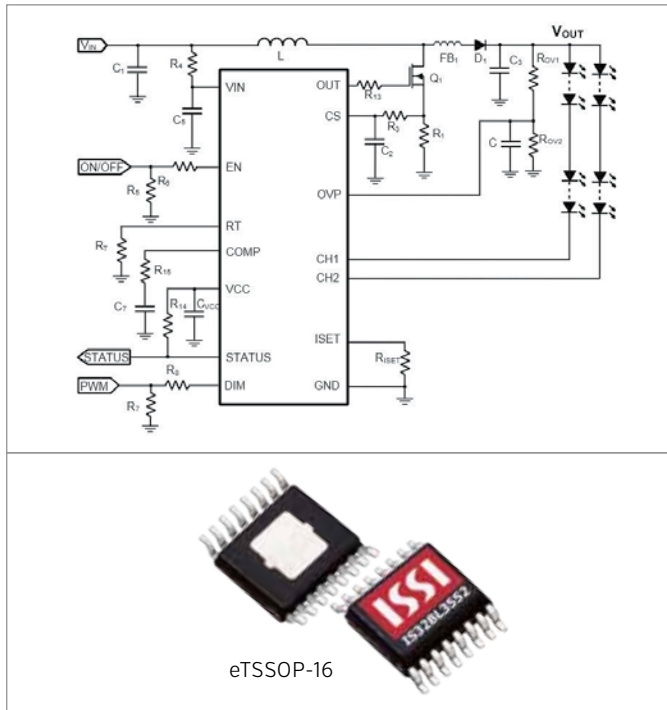 VIN
L
FB1
D1
VOUT
C1
R4
C5
VIN
OUT
R13
Q1
C3
ROV1
CS
R3
C2
R1
C
ROV2
ON/OFF
R5
R6
EN
OVP
RT
R7
COMP
R15
C7
CH1
CH2
VCC
R14
CVCC
ISET
RISET
STATUS
STATUS
PWM
R7
DIM
GND
ISSI
IS32BL3552
eTSSOP-16